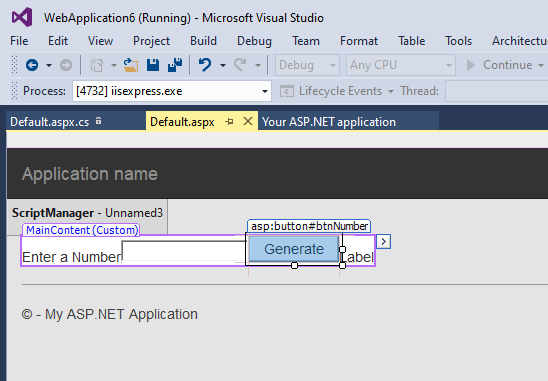 WebApplication6 (Running) - Microsoft Visual Studio
File Edit View Project Build Debug Team Format Table Tools Architectu
Debug Any CPU Continue
Process: [4732] iisexpress.exe Lifecycle Events Thread:
Default.aspx.cs Default.aspx Your ASP.NET application
Application name
ScriptManager - Unnamed3
MainContent (Custom) asp:button#btnNumber
Enter a Number Generate Label
© - My ASP.NET Application